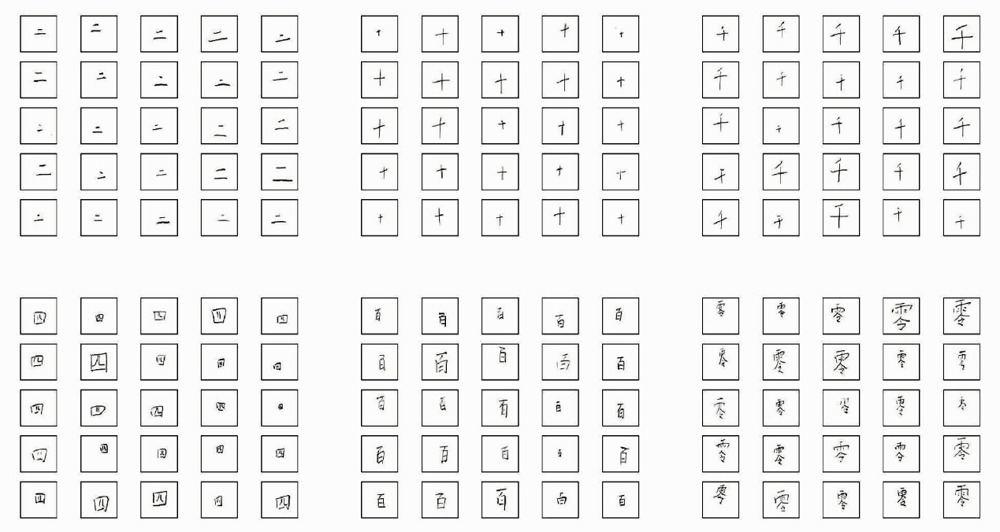 二 二 二 二 二 十 十 十 十 十 千 千 千 千 千
二 二 二 二 二 十 十 十 十 十 千 千 千 千 千
二 二 二 二 二 十 十 十 十 十 千 千 千 千 千
二 二 二 二 二 十 十 十 十 十 千 千 千 千 千
二 二 二 二 二 十 十 十 十 十 千 千 千 千 千
四 四 四 四 四 百 百 百 百 百 零 零 零 零 零
四 四 四 四 四 百 百 百 百 百 零 零 零 零 零
四 四 四 四 四 百 百 百 百 百 零 零 零 零 零
四 四 四 四 四 百 百 百 百 百 零 零 零 零 零
四 四 四 四 四 百 百 百 百 百 零 零 零 零 零